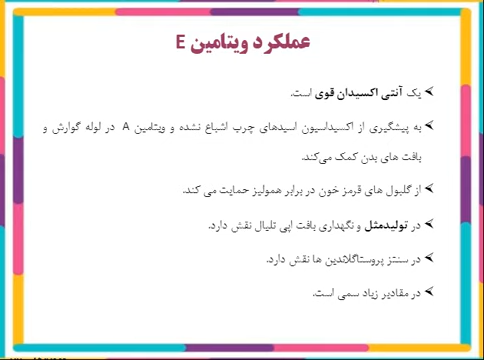 عملکرد ویتامین E
➢ یک آنتی اکسیدان قوی است.
➢ به پیشگیری از اکسیداسیون اسیدهای چرب اشباع نشده و ویتامین A در لوله گوارش و
بافت های بدن کمک می‌کند.
➢ از گلبول های قرمز خون در برابر همولیز حمایت می کند.
➢ در تولیدمثل و نگهداری بافت اپی تلیال نقش دارد.
➢ در سنتز پروستاگلاندین ها نقش دارد.
➢ در مقادیر زیاد سمی است.